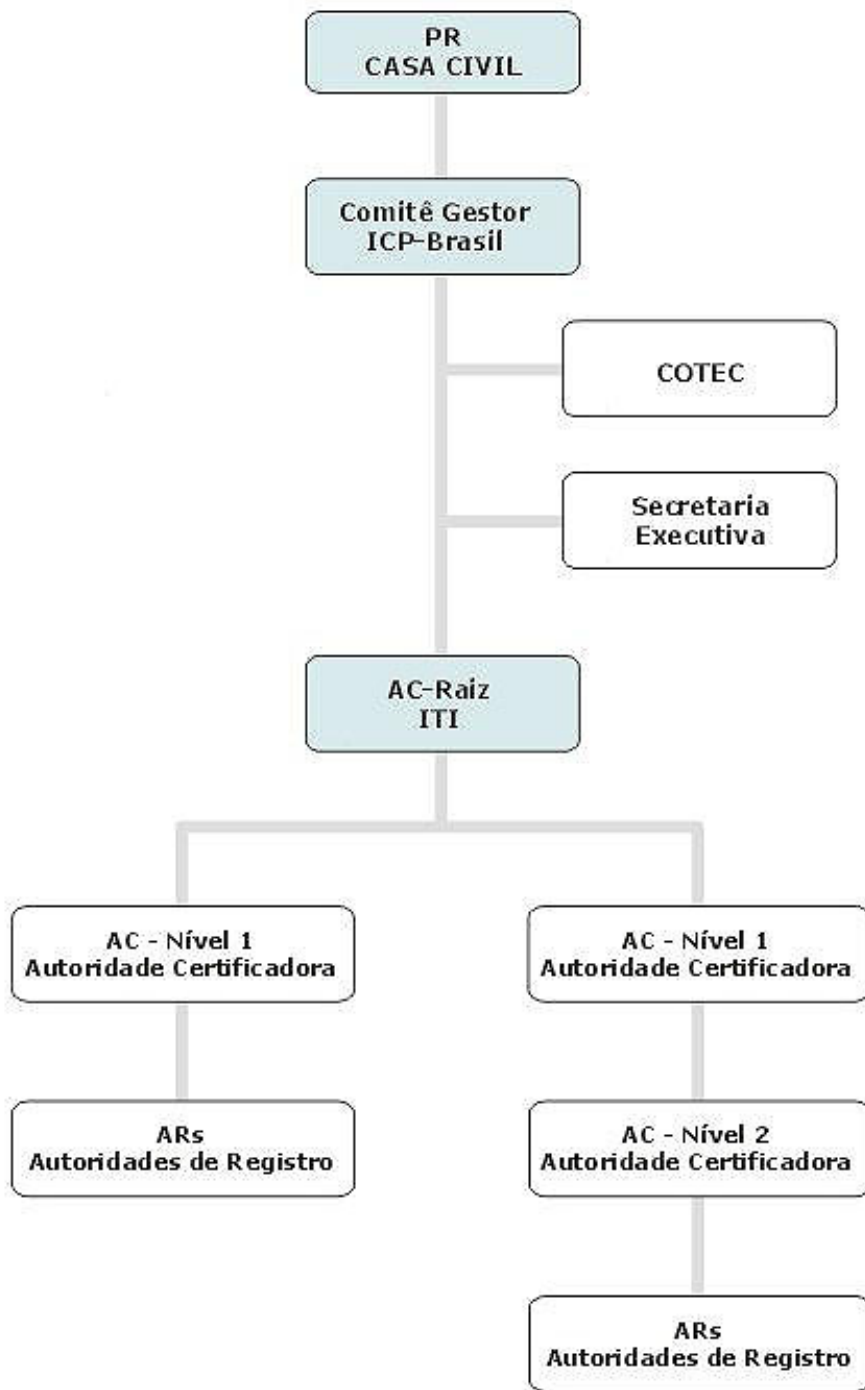 PR
CASA CIVIL
Comitê Gestor
ICP-Brasil
COTEC
Secretaria
Executiva
AC-Raiz
ITI
AC - Nível 1
Autoridade Certificadora
AC - Nível 1
Autoridade Certificadora
ARs
Autoridades de Registro
AC - Nível 2
Autoridade Certificadora
ARs
Autoridades de Registro